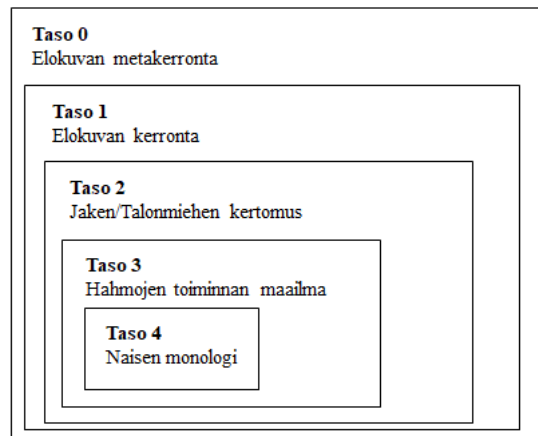 Taso 0
Elokuvan metakerronta
Taso 1
Elokuvan kerronta
Taso 2
Jaken/Talonmiehen kertomus
Taso 3
Hahmojen toiminnan maailma
Taso 4
Naisen monologi